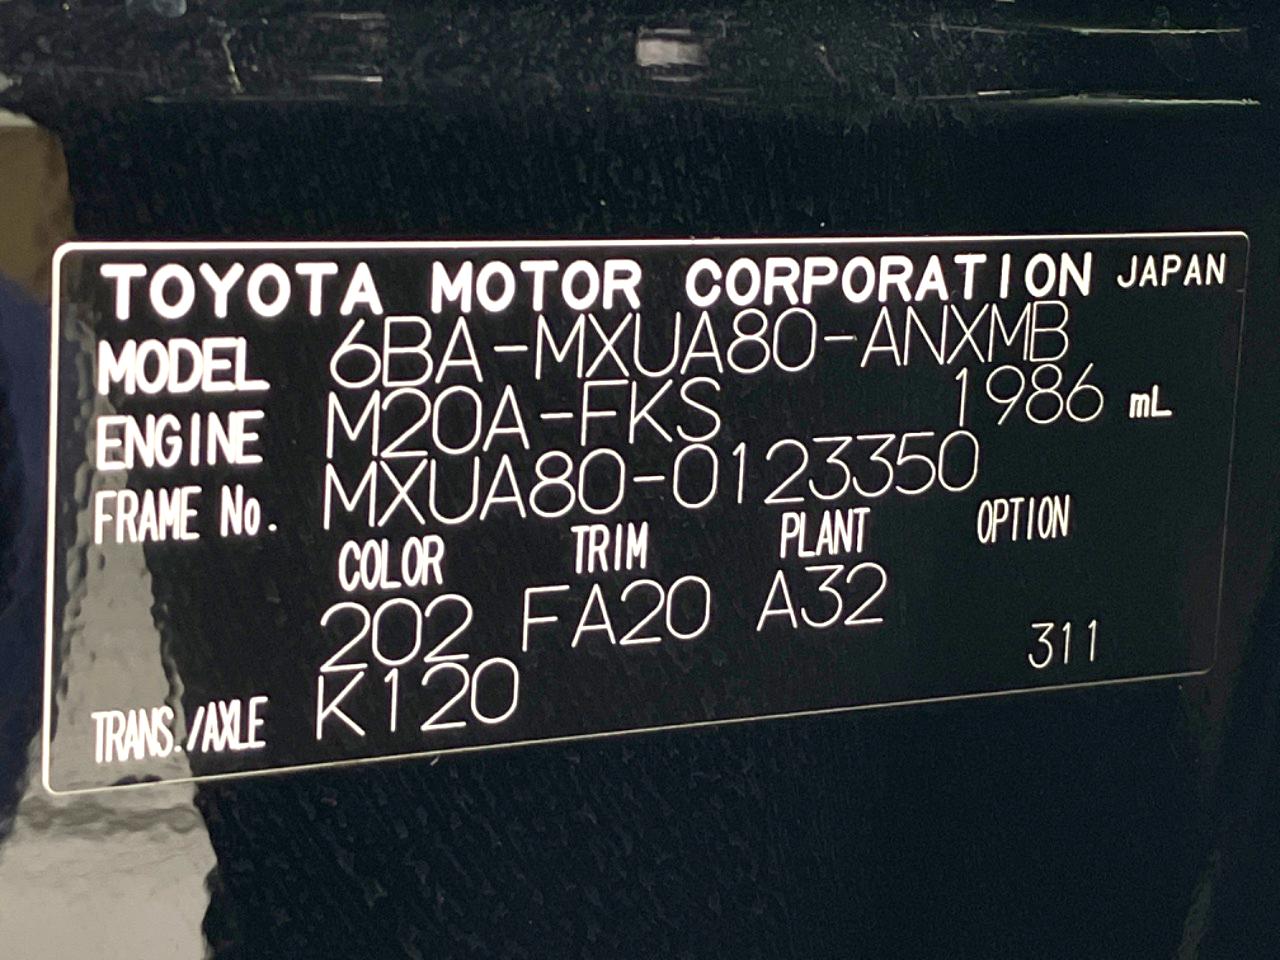 TOYOTA MOTOR CORPORATION JAPAN
MODEL 6BA-MXUA80-ANXMB
ENGINE M20A-FKS 1986 mL
FRAME No. MXUA80-0123350
COLOR TRIM PLANT OPTION
202 FA20 A32
311
TRANS./AXLE K120